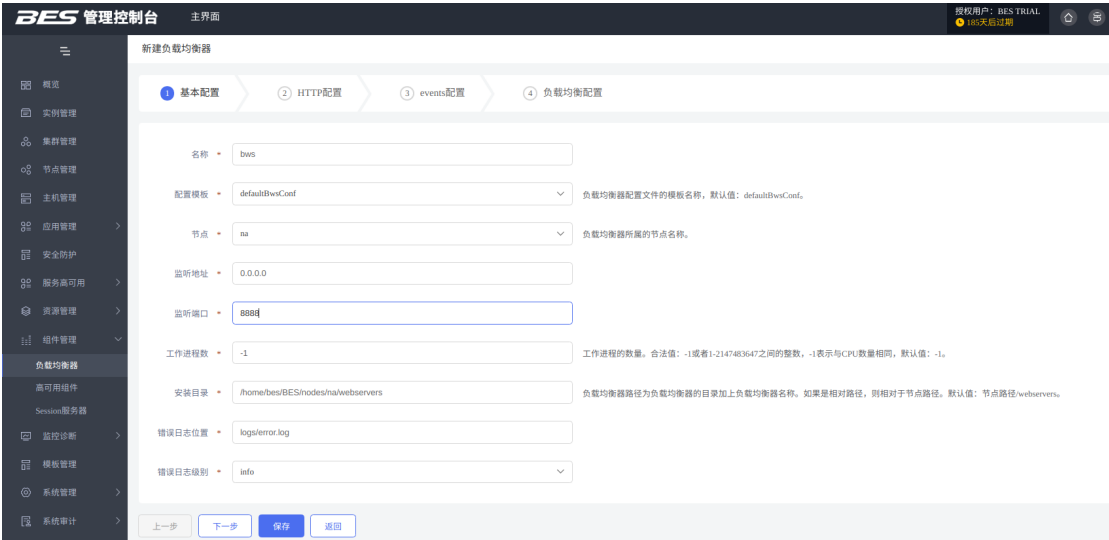 BES 管理控制台 主界面 授权用户：BES TRIAL
185天后过期
新建负载均衡器
概览
实例管理
集群管理
节点管理
主机管理
应用管理
安全防护
服务高可用
资源管理
组件管理
负载均衡器
高可用组件
Session服务器
监控诊断
模板管理
系统管理
系统审计
1 基本配置 2 HTTP配置 3 events配置 4 负载均衡配置
名称 * bws
配置模板 * defaultBwsConf 负载均衡器配置文件的模板名称，默认值：defaultBwsConf。
节点 * na 负载均衡器所属的节点名称。
监听地址 * 0.0.0.0
监听端口 * 8888
工作进程数 * -1 工作进程的数量。合法值：-1或者1-2147483647之间的整数，-1表示与CPU数量相同，默认值：-1。
安装目录 * /home/bes/BES/nodes/na/webservers 负载均衡器路径为负载均衡器的目录加上负载均衡器名称。如果是相对路径，则相对于节点路径。默认值：节点路径/webservers。
错误日志位置 * logs/error.log
错误日志级别 * info
上一步 下一步 保存 返回